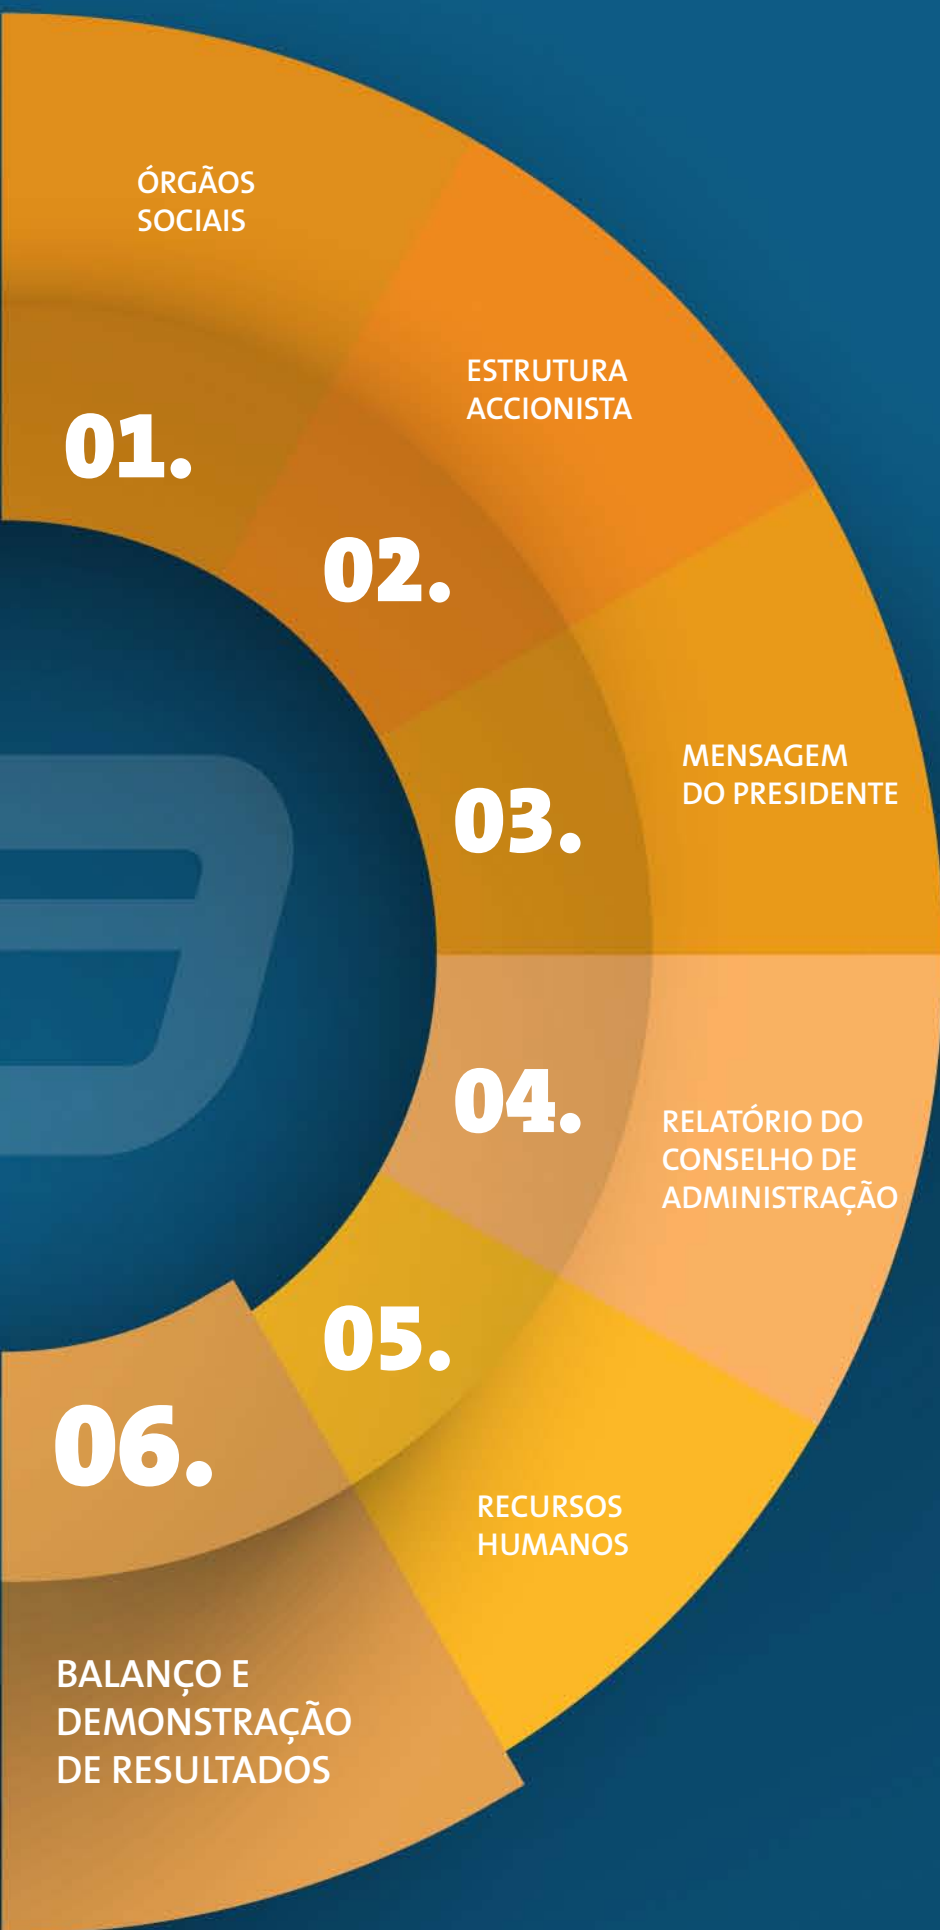 ÓRGÃOS
SOCIAIS
01.
ESTRUTURA
ACCIONISTA
02.
MENSAGEM
DO PRESIDENTE
03.
04.
RELATÓRIO DO
CONSELHO DE
ADMINISTRAÇÃO
05.
RECURSOS
HUMANOS
06.
BALANÇO E
DEMONSTRAÇÃO
DE RESULTADOS